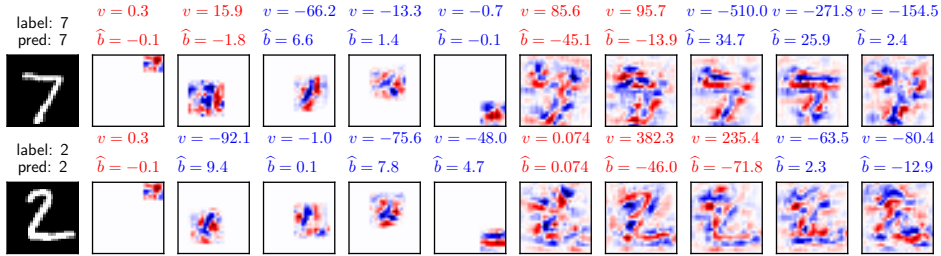 label: 7 v = 0.3 v = 15.9 v = −66.2 v = −13.3 v = −0.7 v = 85.6 v = 95.7 v = −510.0 v = −271.8 v = −154.5
pred: 7 b̂ = −0.1 b̂ = −1.8 b̂ = 6.6 b̂ = 1.4 b̂ = −0.1 b̂ = −45.1 b̂ = −13.9 b̂ = 34.7 b̂ = 25.9 b̂ = 2.4
7
label: 2 v = 0.3 v = −92.1 v = −1.0 v = −75.6 v = −48.0 v = 0.074 v = 382.3 v = 235.4 v = −63.5 v = −80.4
pred: 2 b̂ = −0.1 b̂ = 9.4 b̂ = 0.1 b̂ = 7.8 b̂ = 4.7 b̂ = 0.074 b̂ = −46.0 b̂ = −71.8 b̂ = 2.3 b̂ = −12.9
2